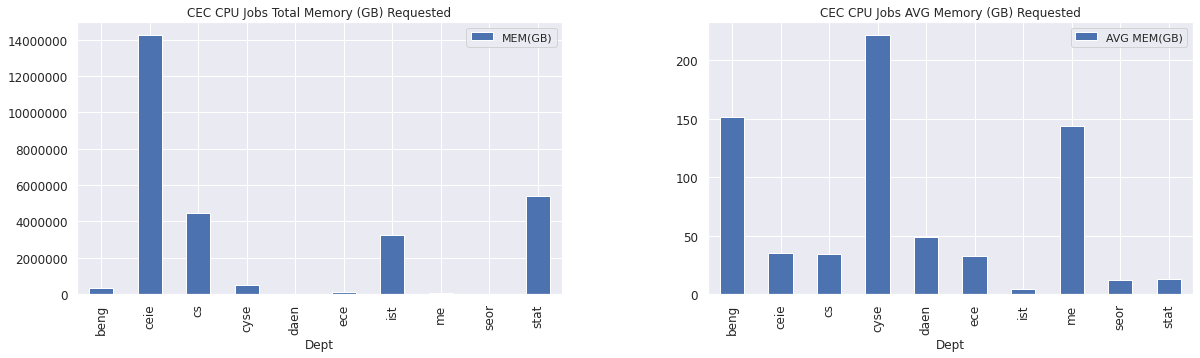 CEC CPU Jobs Total Memory (GB) Requested
MEM(GB)
14000000
12000000
10000000
8000000
6000000
4000000
2000000
0
beng
ceie
cs
cyse
daen
ece
ist
me
seor
stat
Dept
CEC CPU Jobs AVG Memory (GB) Requested
AVG MEM(GB)
200
150
100
50
0
beng
ceie
cs
cyse
daen
ece
ist
me
seor
stat
Dept